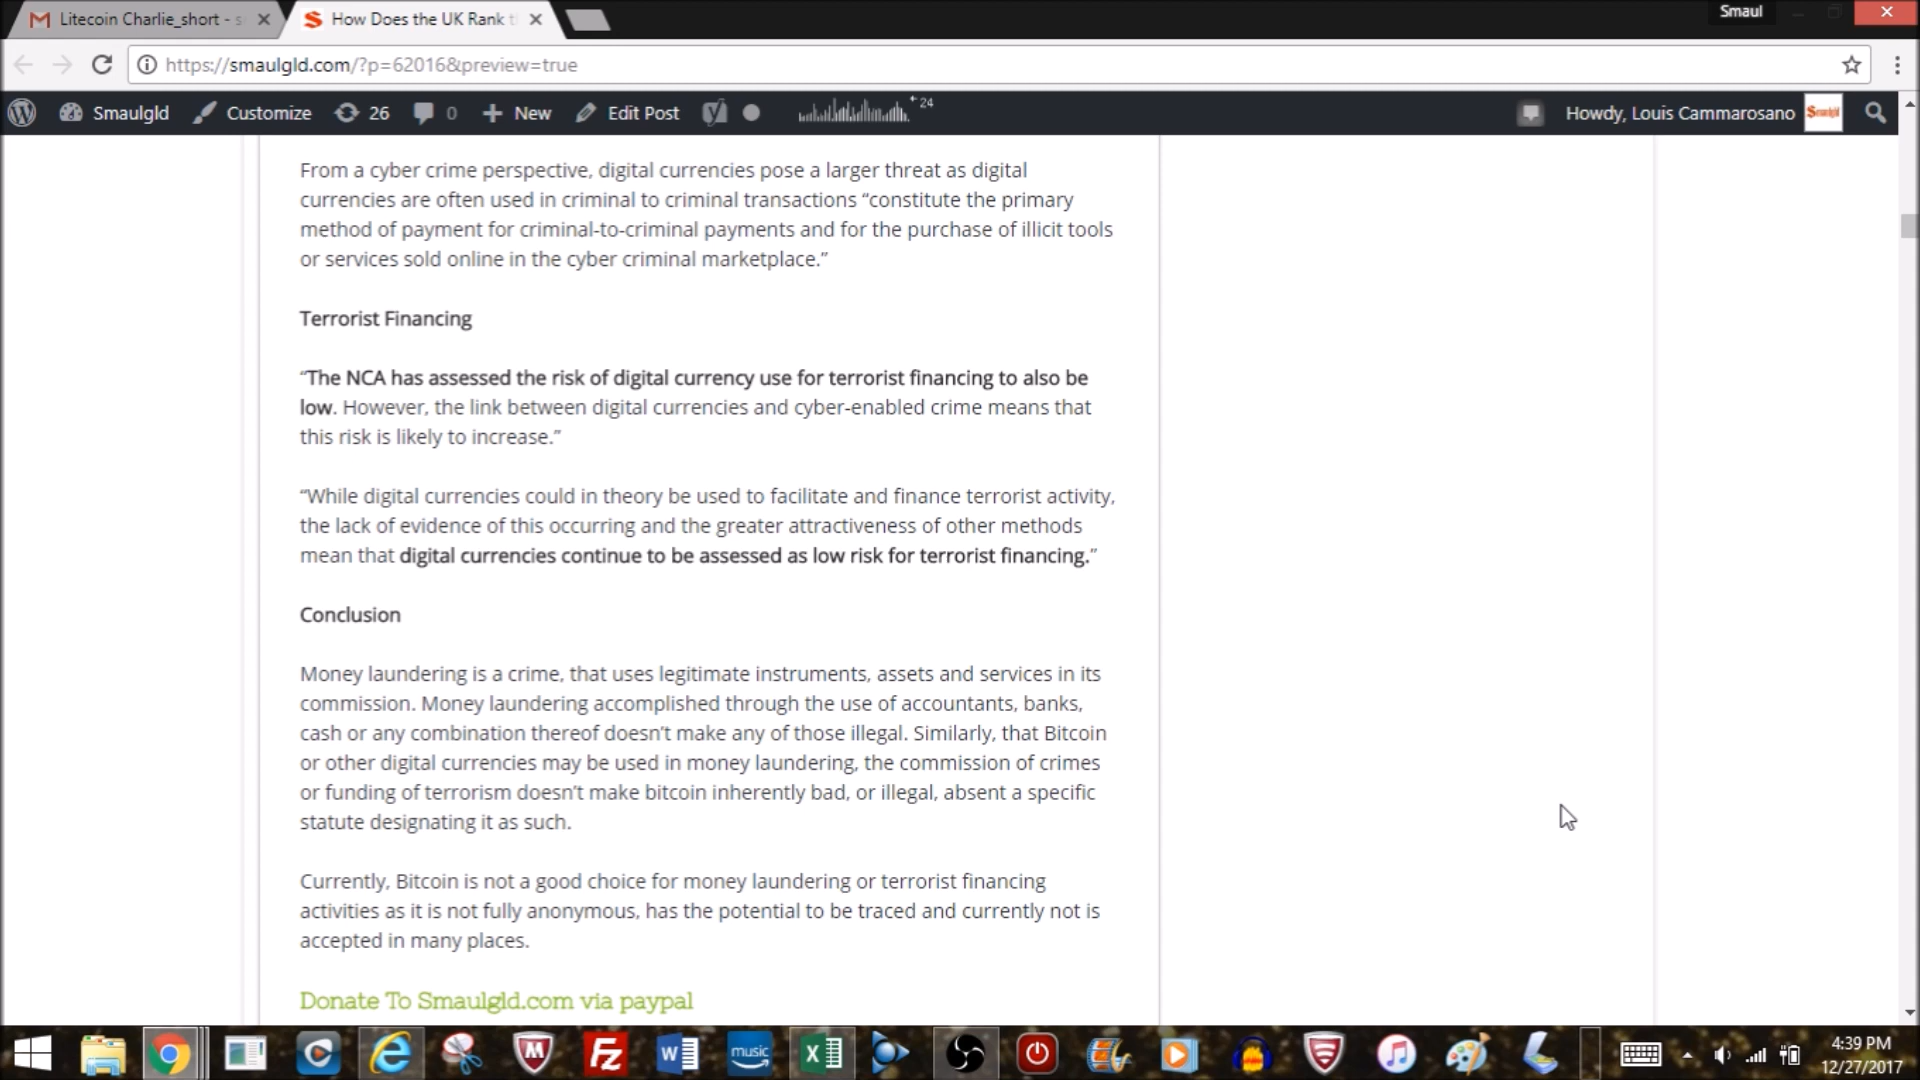 Litecoin Charlie_short - s
How Does the UK Rank t
Smaul
https://smaulgld.com/?p=62016&preview=true
Smaulgld Customize 26 0 New Edit Post +24 Howdy, Louis Cammarosano Smaulgld
From a cyber crime perspective, digital currencies pose a larger threat as digital
currencies are often used in criminal to criminal transactions “constitute the primary
method of payment for criminal-to-criminal payments and for the purchase of illicit tools
or services sold online in the cyber criminal marketplace.”
Terrorist Financing
“The NCA has assessed the risk of digital currency use for terrorist financing to also be
low. However, the link between digital currencies and cyber-enabled crime means that
this risk is likely to increase.”
“While digital currencies could in theory be used to facilitate and finance terrorist activity,
the lack of evidence of this occurring and the greater attractiveness of other methods
mean that digital currencies continue to be assessed as low risk for terrorist financing.”
Conclusion
Money laundering is a crime, that uses legitimate instruments, assets and services in its
commission. Money laundering accomplished through the use of accountants, banks,
cash or any combination thereof doesn’t make any of those illegal. Similarly, that Bitcoin
or other digital currencies may be used in money laundering, the commission of crimes
or funding of terrorism doesn’t make bitcoin inherently bad, or illegal, absent a specific
statute designating it as such.
Currently, Bitcoin is not a good choice for money laundering or terrorist financing
activities as it is not fully anonymous, has the potential to be traced and currently not is
accepted in many places.
Donate To Smaulgld.com via paypal
music
4:39 PM
12/27/2017